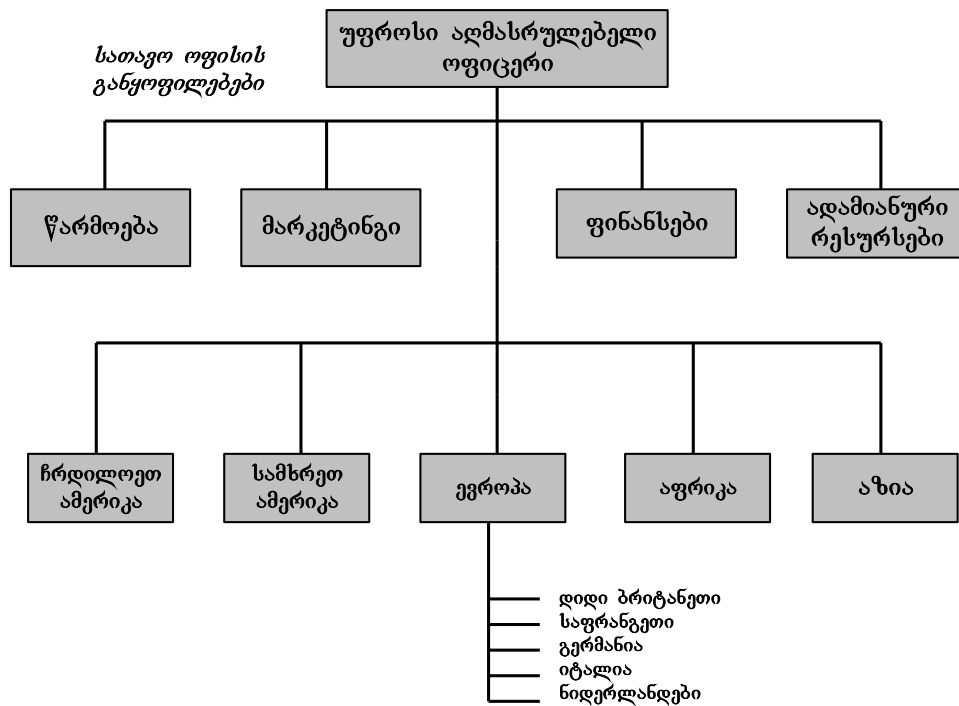 უფროსი აღმასრულებელი
ოფიცერი
სათავო ოფისის
განყოფილებები
წარმოება
მარკეტინგი
ფინანსები
ადამიანური
რესურსები
ჩრდილოეთ
ამერიკა
სამხრეთ
ამერიკა
ევროპა
აფრიკა
აზია
დიდი ბრიტანეთი
საფრანგეთი
გერმანია
იტალია
ნიდერლანდები